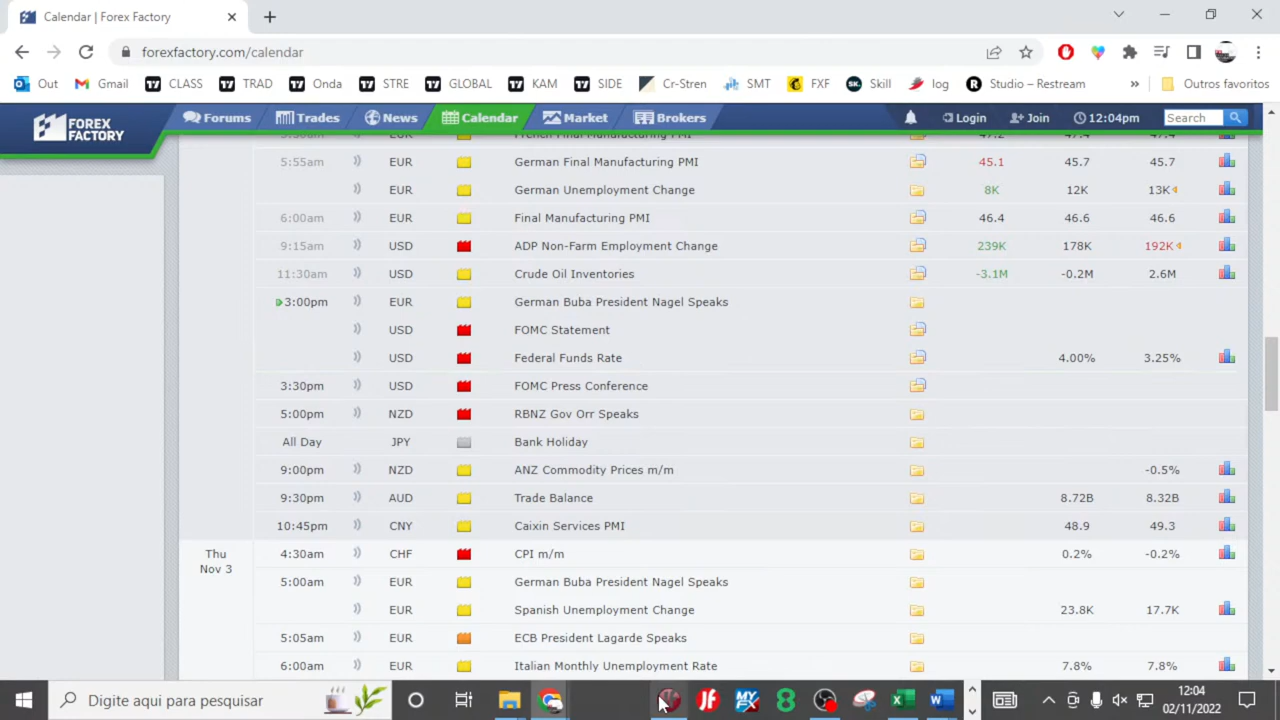 Calendar | Forex Factory
forexfactory.com/calendar
Out Gmail CLASS TRAD Onda STRE GLOBAL KAM SIDE Cr-Stren SMT FXF Skill log Studio – Restream » Outros favoritos
FOREX FACTORY Forums Trades News Calendar Market Brokers Login Join 12:04pm Search
EUR French Final Manufacturing PMI 47.2
5:55am EUR German Final Manufacturing PMI 45.1 45.7 45.7
EUR German Unemployment Change 8K 12K 13K
6:00am EUR Final Manufacturing PMI 46.4 46.6 46.6
9:15am USD ADP Non-Farm Employment Change 239K 178K 192K
11:30am USD Crude Oil Inventories -3.1M -0.2M 2.6M
3:00pm EUR German Buba President Nagel Speaks
USD FOMC Statement
USD Federal Funds Rate 4.00% 3.25%
3:30pm USD FOMC Press Conference
5:00pm NZD RBNZ Gov Orr Speaks
All Day JPY Bank Holiday
9:00pm NZD ANZ Commodity Prices m/m -0.5%
9:30pm AUD Trade Balance 8.72B 8.32B
10:45pm CNY Caixin Services PMI 48.9 49.3
Thu Nov 3 4:30am CHF CPI m/m 0.2% -0.2%
5:00am EUR German Buba President Nagel Speaks
EUR Spanish Unemployment Change 23.8K 17.7K
5:05am EUR ECB President Lagarde Speaks
6:00am EUR Italian Monthly Unemployment Rate 7.8% 7.8%
Digite aqui para pesquisar
12:04
02/11/2022